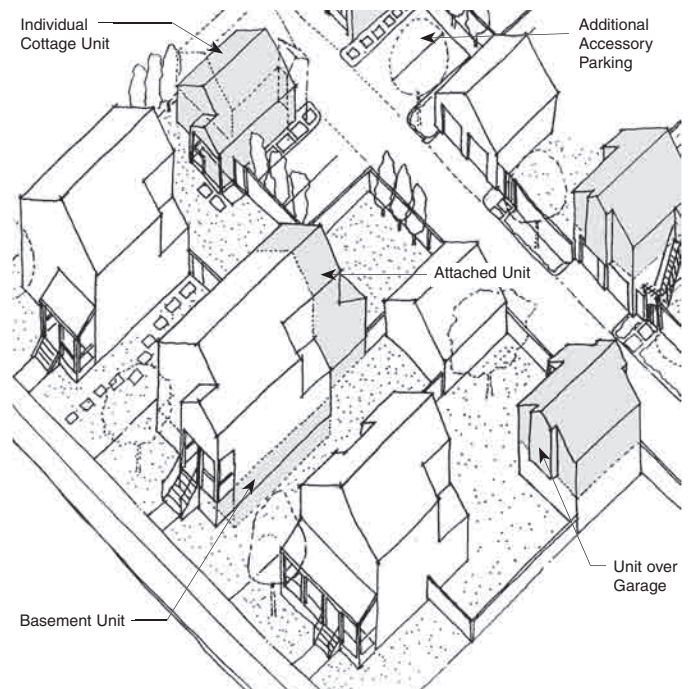 Individual
Cottage Unit
Additional
Accessory
Parking
Attached Unit
Unit over
Garage
Basement Unit